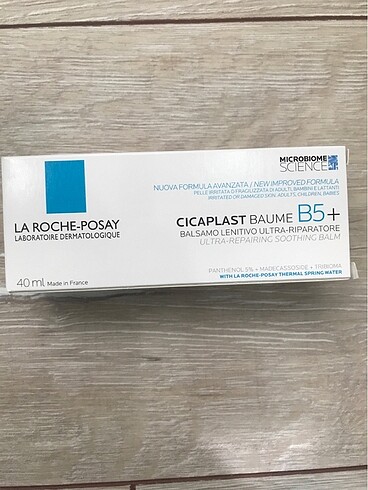 MICROBIOME
SCIENCE
NUOVA FORMULA AVANZATA / NEW IMPROVED FORMULA
PELLE IRRITATA O FRAGILIZZATA DI ADULTI, BAMBINI E LATTANTI
IRRITATED OR DAMAGED SKIN, ADULTS, CHILDREN, BABIES
LA ROCHE-POSAY
LABORATOIRE DERMATOLOGIQUE
CICAPLAST BAUME B5+
BALSAMO LENITIVO ULTRA-RIPARATORE
ULTRA-REPAIRING SOOTHING BALM
PANTHENOL 5% + MADECASSOSIDE + TRIBIOMA
WITH LA ROCHE-POSAY THERMAL SPRING WATER
40 ml Made in France